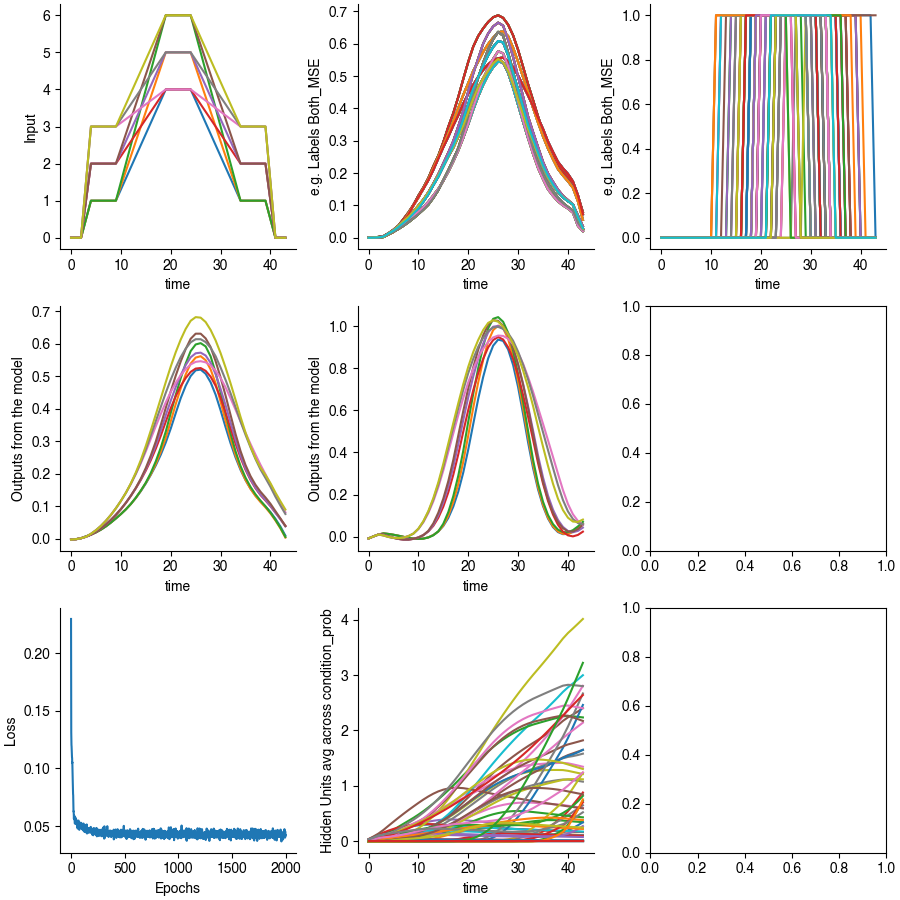 6
5
4
3
2
1
0
Input
0 10 20 30 40
time
0.7
0.6
0.5
0.4
0.3
0.2
0.1
0.0
e.g. Labels Both_MSE
0 10 20 30 40
time
1.0
0.8
0.6
0.4
0.2
0.0
e.g. Labels Both_MSE
0 10 20 30 40
time
0.7
0.6
0.5
0.4
0.3
0.2
0.1
0.0
Outputs from the model
0 10 20 30 40
time
1.0
0.8
0.6
0.4
0.2
0.0
Outputs from the model
0 10 20 30 40
time
1.0
0.8
0.6
0.4
0.2
0.0
0.0 0.2 0.4 0.6 0.8 1.0
0.20
0.15
0.10
0.05
Loss
0 500 1000 1500 2000
Epochs
4
3
2
1
0
Hidden Units avg across condition_prob
0 10 20 30 40
time
1.0
0.8
0.6
0.4
0.2
0.0
0.0 0.2 0.4 0.6 0.8 1.0